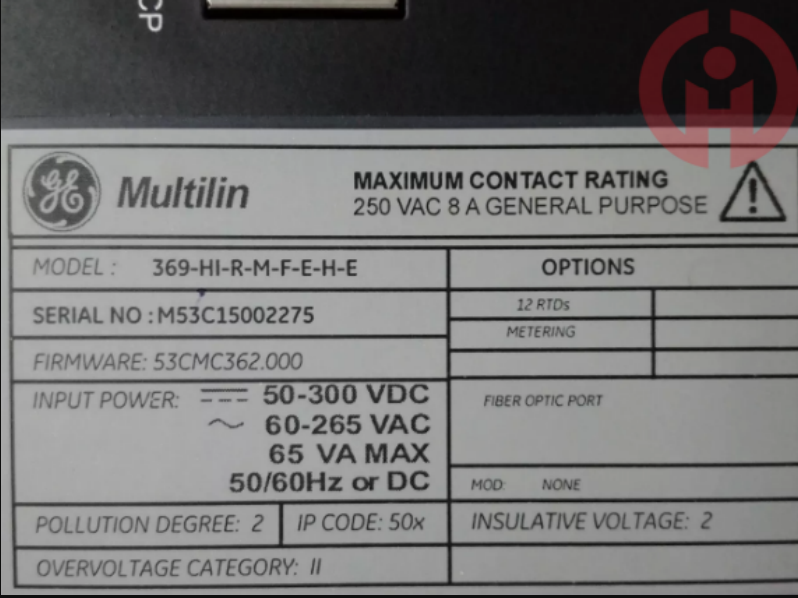 CP
GE Multilin
MAXIMUM CONTACT RATING
250 VAC 8 A GENERAL PURPOSE
MODEL : 369-HI-R-M-F-E-H-E
SERIAL NO : M53C15002275
FIRMWARE: 53CMC362.000
INPUT POWER: 50-300 VDC
60-265 VAC
65 VA MAX
50/60Hz or DC
POLLUTION DEGREE: 2
IP CODE: 50x
OVERVOLTAGE CATEGORY: II
OPTIONS
12 RTDs
METERING
FIBER OPTIC PORT
MOD: NONE
INSULATIVE VOLTAGE: 2